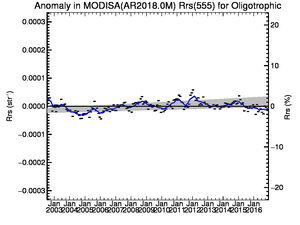 Anomaly in MODISA(AR2018.0M) Rrs(555) for Oligotrophic
0.0003
0.0002
0.0001
0.0000
-0.0001
-0.0002
-0.0003
Rrs (str⁻¹)
20
10
0
-10
-20
Rrs (%)
Jan Jan Jan Jan Jan Jan Jan Jan Jan Jan Jan Jan Jan Jan
2003 2004 2005 2006 2007 2008 2009 2010 2011 2012 2013 2014 2015 2016